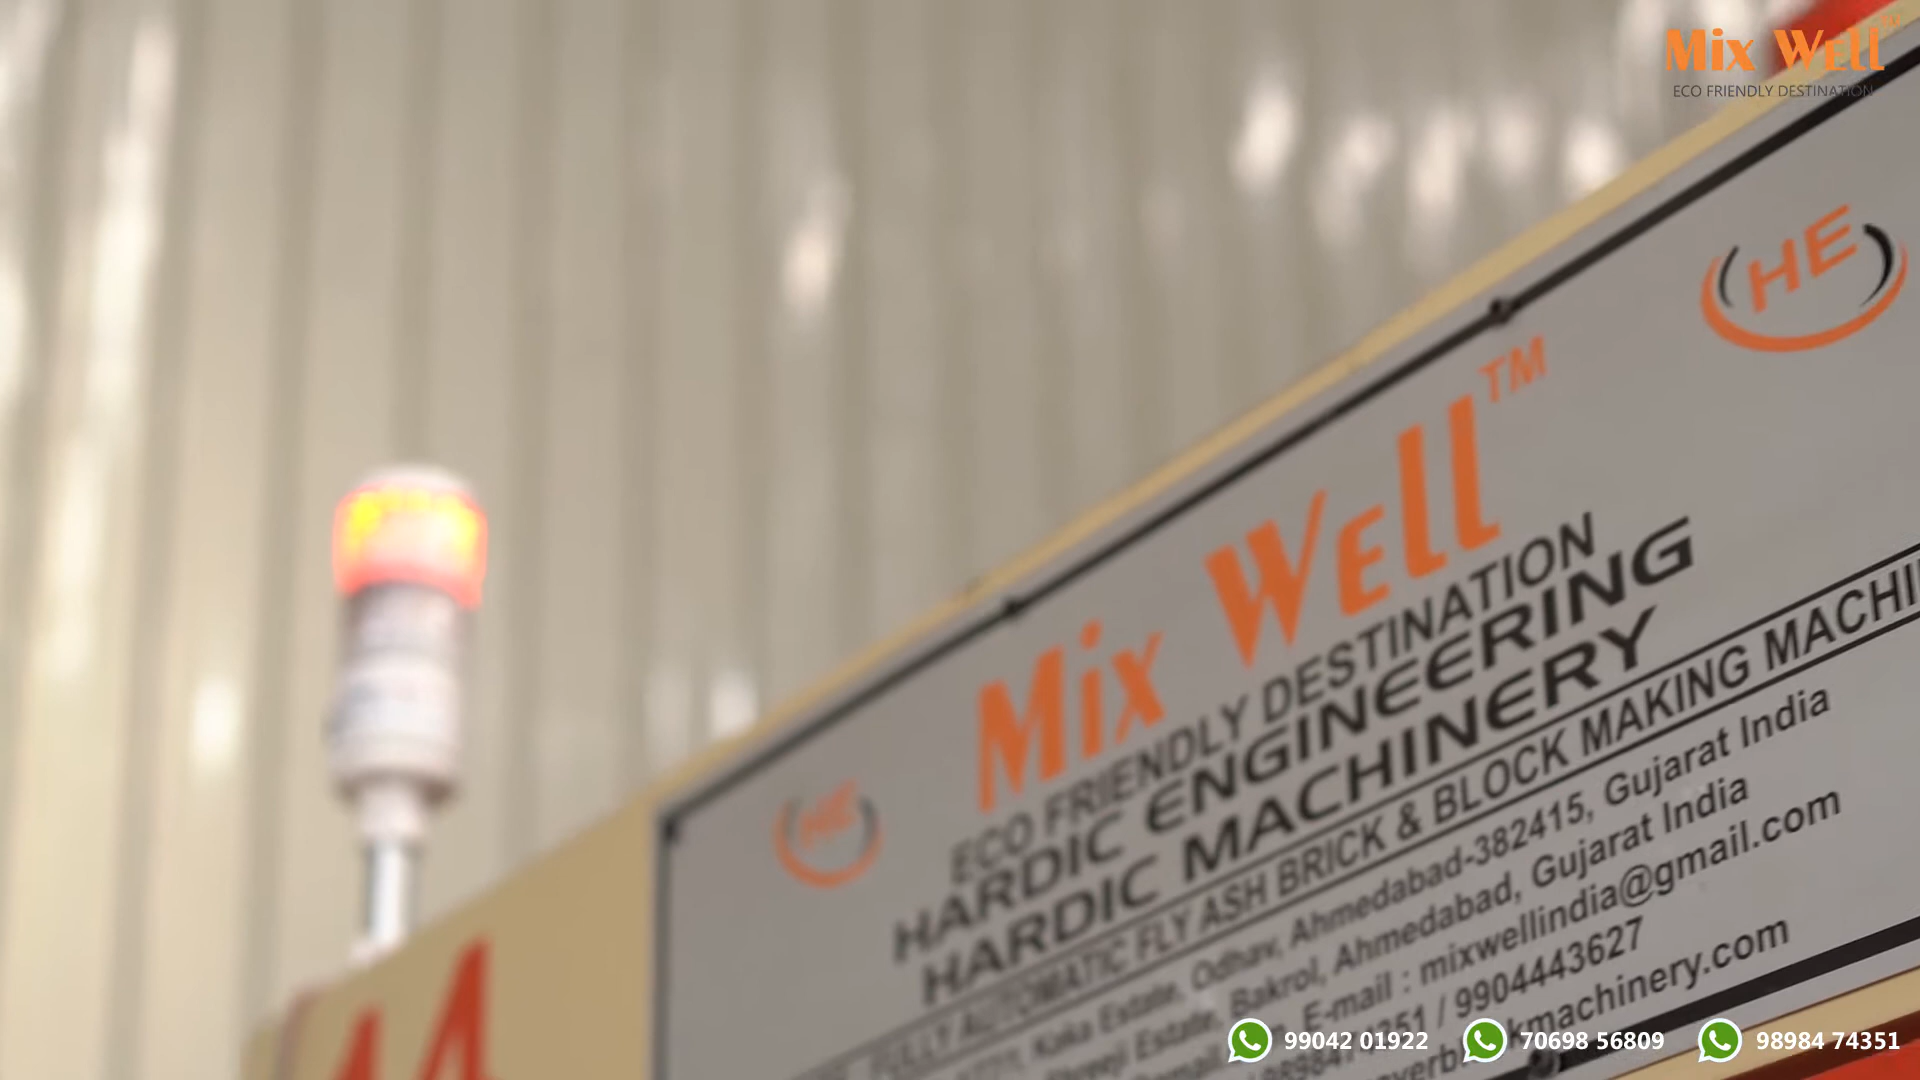 Mix Well
ECO FRIENDLY DESTINATION
HE
Mix Well™
HE
ECO FRIENDLY DESTINATION
HARDIC ENGINEERING
HARDIC MACHINERY
FULLY AUTOMATIC FLY ASH BRICK & BLOCK MAKING MACHI
Kaka Estate, Odhav, Ahmedabad-382415, Gujarat India
Shreeji Estate, Bakrol, Ahmedabad, Gujarat India
E-mail : mixwellindia@gmail.com
/ 9904443627
kmachinery.com
99042 01922 70698 56809 98984 74351